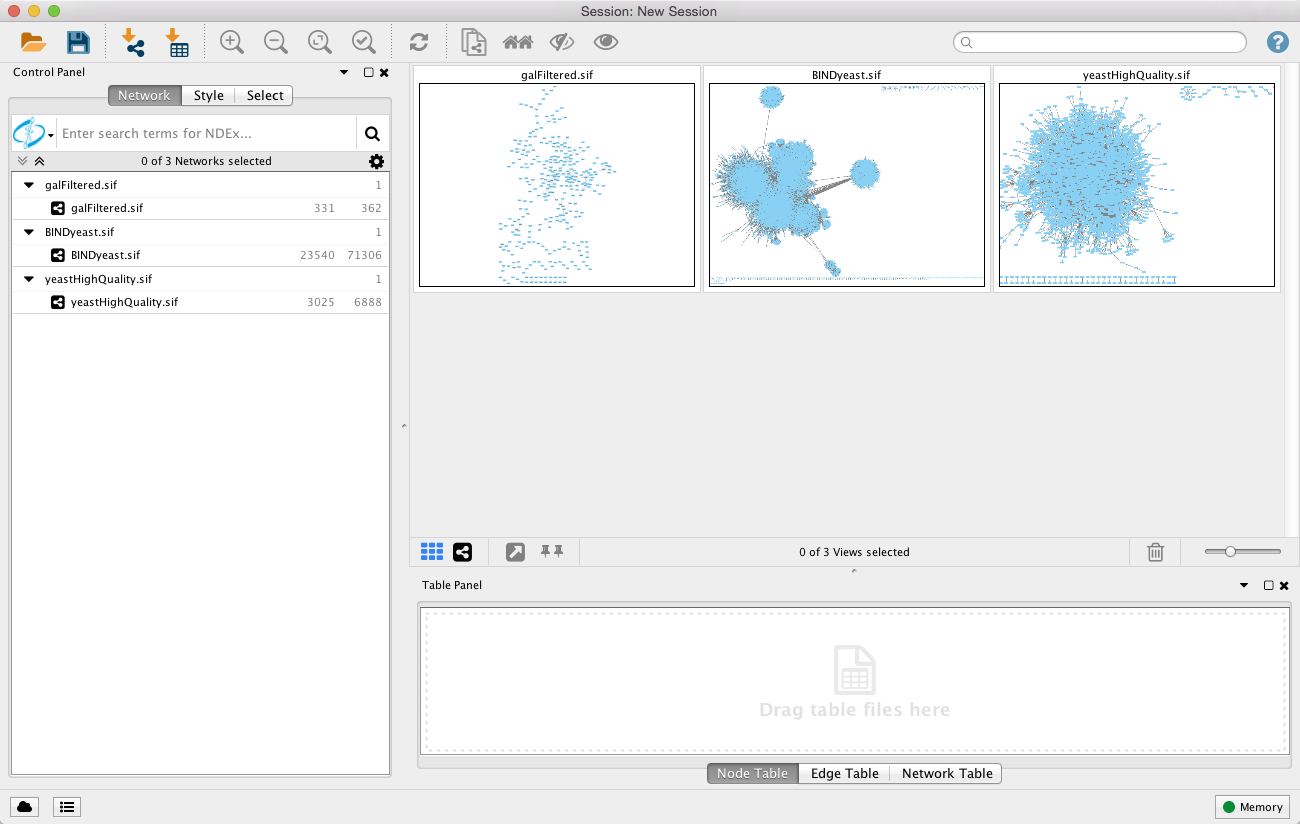 Session: New Session
?
Control Panel
Network Style Select
Enter search terms for NDEx...
0 of 3 Networks selected
galFiltered.sif 1
galFiltered.sif 331 362
BINDyeast.sif 1
BINDyeast.sif 23540 71306
yeastHighQuality.sif 1
yeastHighQuality.sif 3025 6888
galFiltered.sif
BINDyeast.sif
yeastHighQuality.sif
0 of 3 Views selected
Table Panel
Drag table files here
Node Table Edge Table Network Table
Memory